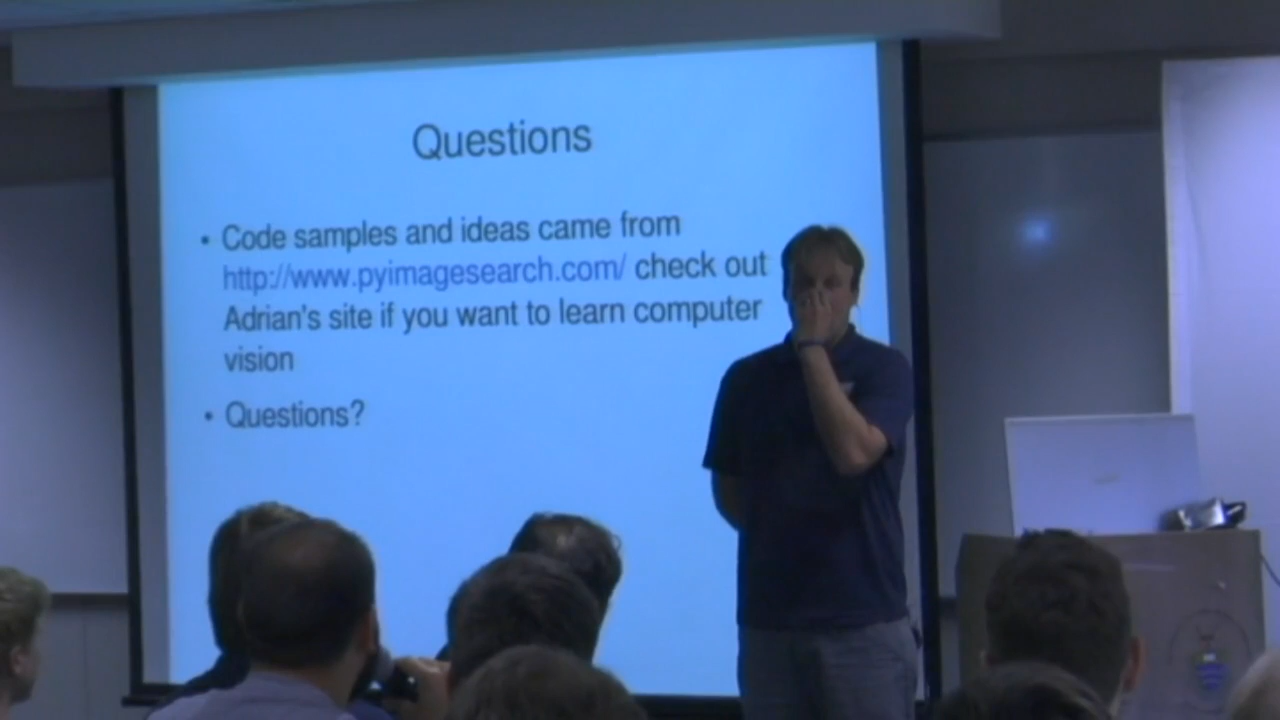 Questions
• Code samples and ideas came from
http://www.pyimagesearch.com/ check out
Adrian's site if you want to learn computer
vision
• Questions?